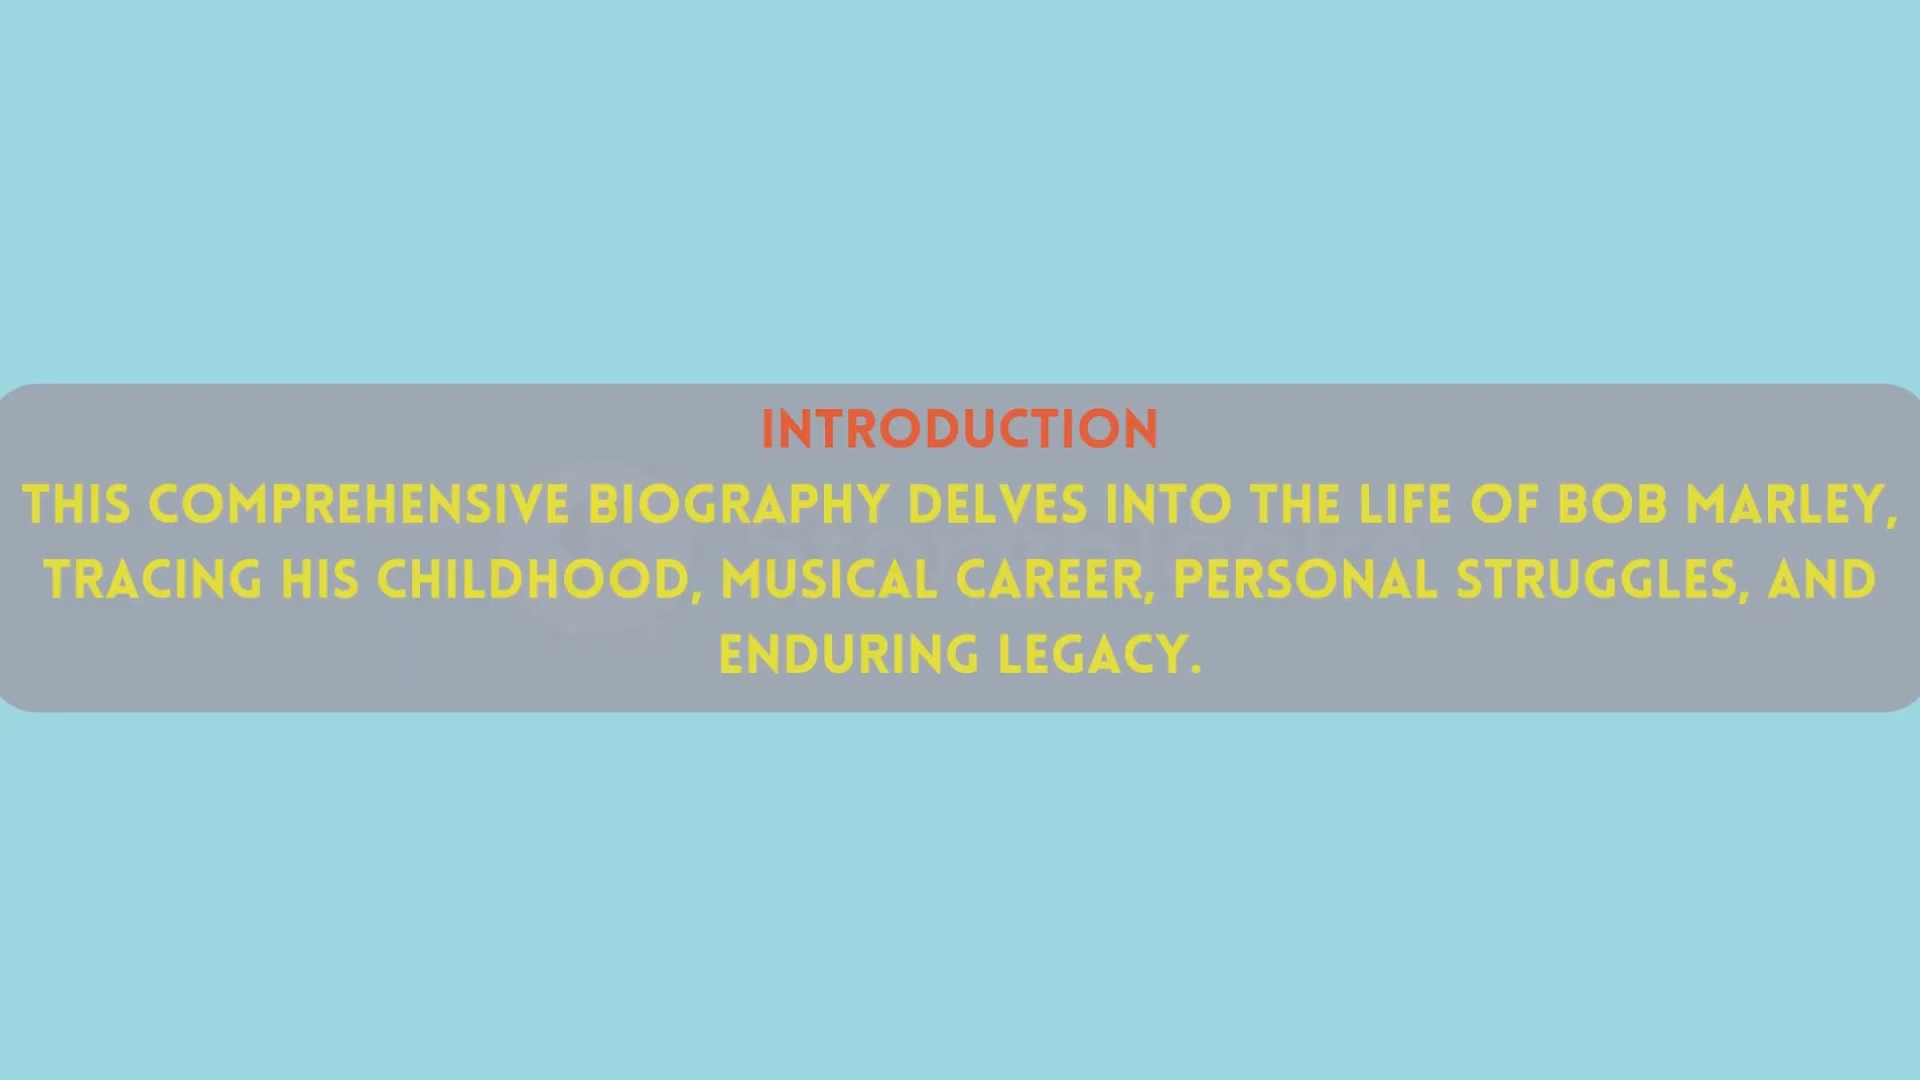 INTRODUCTION
THIS COMPREHENSIVE BIOGRAPHY DELVES INTO THE LIFE OF BOB MARLEY,
TRACING HIS CHILDHOOD, MUSICAL CAREER, PERSONAL STRUGGLES, AND
ENDURING LEGACY.